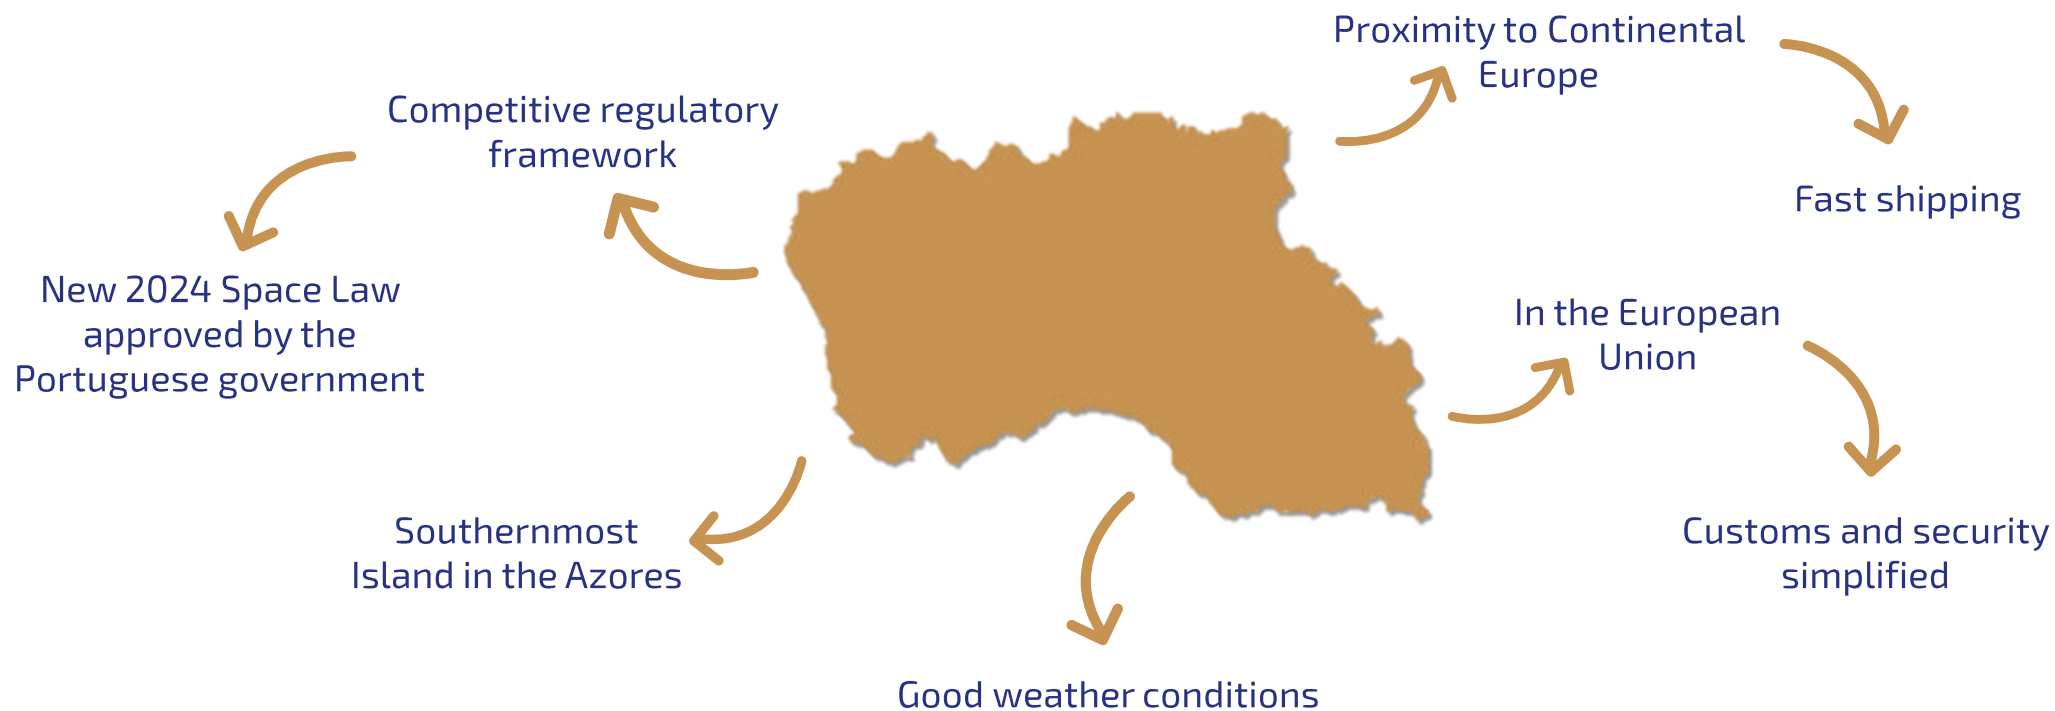 Proximity to Continental
Europe
Fast shipping
Competitive regulatory
framework
New 2024 Space Law
approved by the
Portuguese government
In the European
Union
Customs and security
simplified
Southernmost
Island in the Azores
Good weather conditions